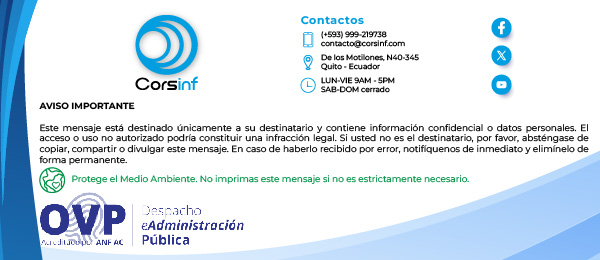 Corsinf
Contactos
(+593) 999-219738
contacto@corsinf.com
De los Motilones, N40-345
Quito - Ecuador
LUN-VIE 9AM - 5PM
SAB-DOM cerrado
AVISO IMPORTANTE
Este mensaje está destinado únicamente a su destinatario y contiene información confidencial o datos personales. El
acceso o uso no autorizado podría constituir una infracción legal. Si usted no es el destinatario, por favor, absténgase de
copiar, compartir o divulgar este mensaje. En caso de haberlo recibido por error, notifíquenos de inmediato y elimínelo de
forma permanente.
Protege el Medio Ambiente. No imprimas este mensaje si no es estrictamente necesario.
OVP
Acreditado por ANF AC
Despacho
eAdministración
Pública